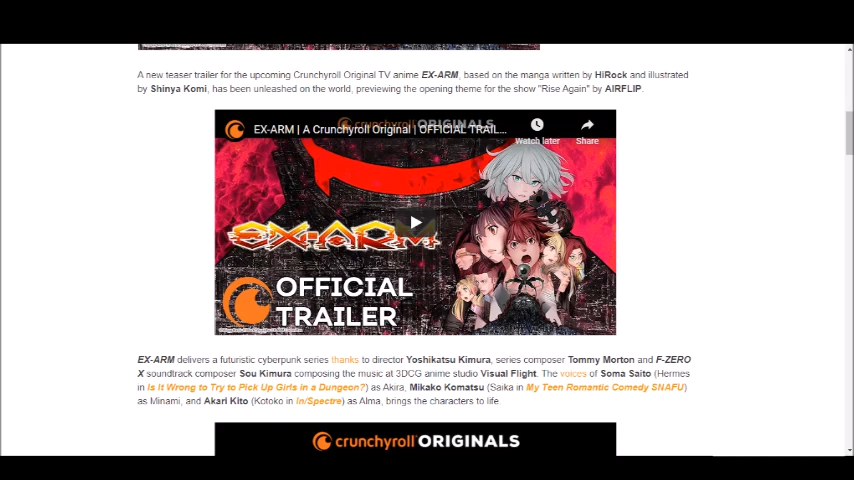 A new teaser trailer for the upcoming Crunchyroll Original TV anime EX-ARM, based on the manga written by HiRock and illustrated
by Shinya Komi, has been unleashed on the world, previewing the opening theme for the show "Rise Again" by AIRFLIP.
crunchyroll ORIGINALS
EX-ARM | A Crunchyroll Original | OFFICIAL TRAIL...
Watch later
Share
EX-ARM
OFFICIAL
TRAILER
EX-ARM delivers a futuristic cyberpunk series thanks to director Yoshikatsu Kimura, series composer Tommy Morton and F-ZERO
X soundtrack composer Sou Kimura composing the music at 3DCG anime studio Visual Flight. The voices of Soma Saito (Hermes
in Is It Wrong to Try to Pick Up Girls in a Dungeon?) as Akira, Mikako Komatsu (Saika in My Teen Romantic Comedy SNAFU)
as Minami, and Akari Kito (Kotoko in In/Spectre) as Alma, brings the characters to life.
crunchyroll ORIGINALS